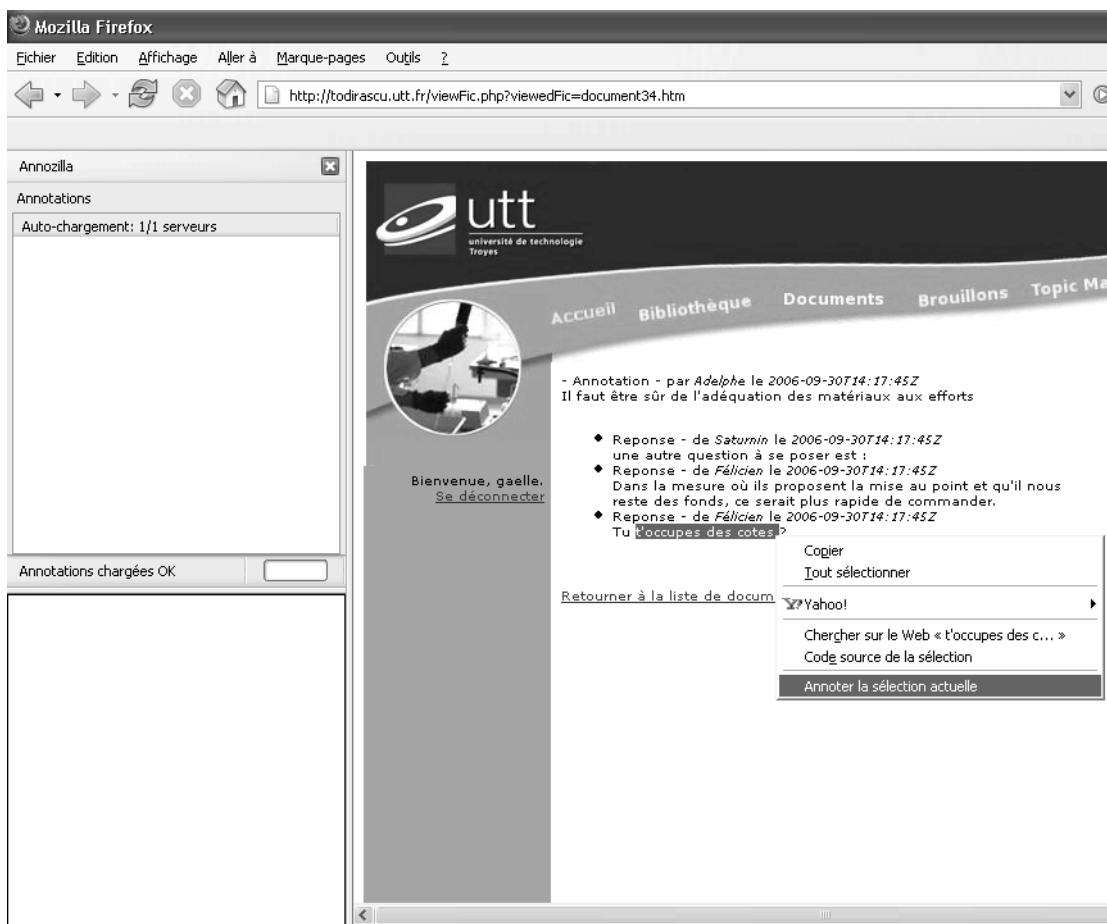 Mozilla Firefox
Fichier Edition Affichage Aller à Marque-pages Outils ?
http://todirascu.utt.fr/viewFic.php?viewedFic=document34.htm
Annozilla
Annotations
Auto-chargement: 1/1 serveurs
Annotations chargées OK
utt
université de technologie
Troyes
Accueil Bibliothèque Documents Brouillons Topic Ma
Bienvenue, gaelle.
Se déconnecter
- Annotation - par Adelphe le 2006-09-30T14:17:45Z
Il faut être sûr de l'adéquation des matériaux aux efforts
Reponse - de Saturnin le 2006-09-30T14:17:45Z
une autre question à se poser est :
Reponse - de Félicien le 2006-09-30T14:17:45Z
Dans la mesure où ils proposent la mise au point et qu'il nous
reste des fonds, ce serait plus rapide de commander.
Reponse - de Félicien le 2006-09-30T14:17:45Z
Tu t'occupes des cotes ?
Retourner à la liste de docum
Copier
Tout sélectionner
Yahoo!
Chercher sur le Web « t'occupes des c... »
Code source de la sélection
Annoter la sélection actuelle